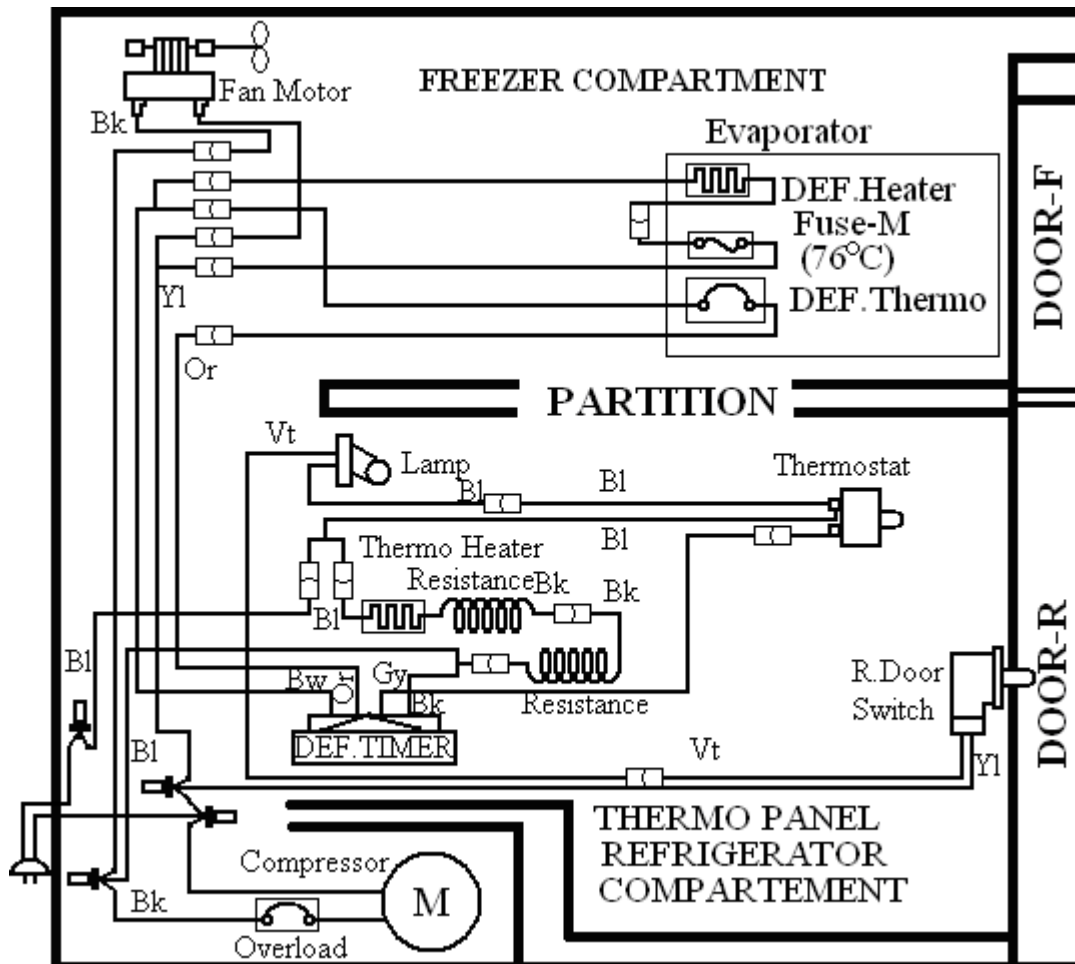 Fan Motor
FREEZER COMPARTMENT
Bk
Evaporator
DEF.Heater
Fuse-M
(76°C)
DEF.Thermo
DOOR-F
Yl
Or
PARTITION
Vt
Lamp
Bl
Bl
Thermostat
Bl
Thermo Heater
Resistance
Bk
Bk
Bl
Bl
Bw
Or
Gy
Bk
Resistance
R.Door
Switch
DOOR-R
DEF.TIMER
Bl
Vt
Yl
THERMO PANEL
REFRIGERATOR
COMPARTEMENT
Compressor
M
Bk
Overload